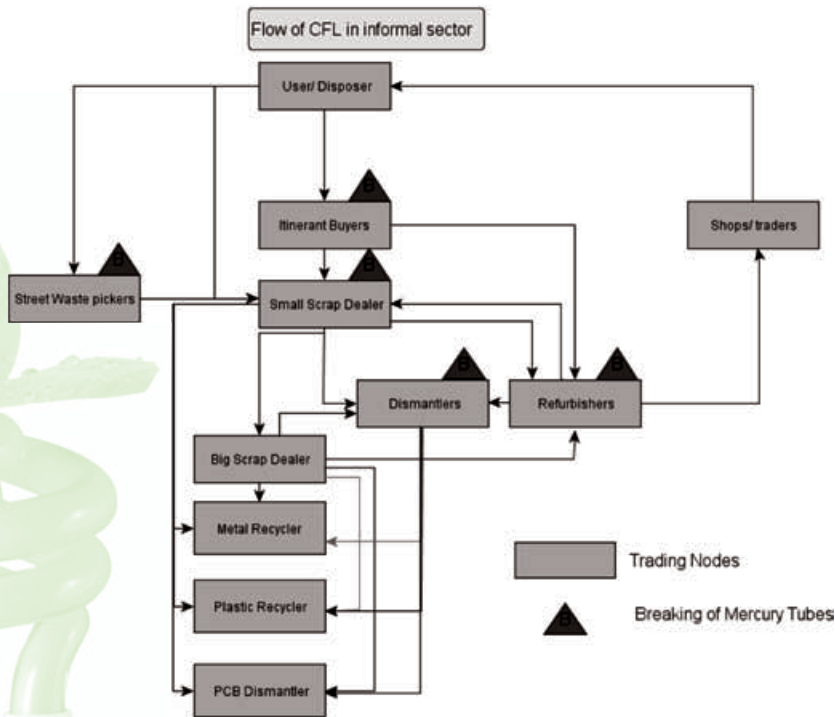 Flow of CFL in informal sector
User/ Disposer
B
Itinerant Buyers
Shops/ traders
B
B
Street Waste pickers
Small Scrap Dealer
B
B
Dismantlers
Refurbishers
Big Scrap Dealer
Metal Recycler
Trading Nodes
Plastic Recycler
B
Breaking of Mercury Tubes
PCB Dismantler